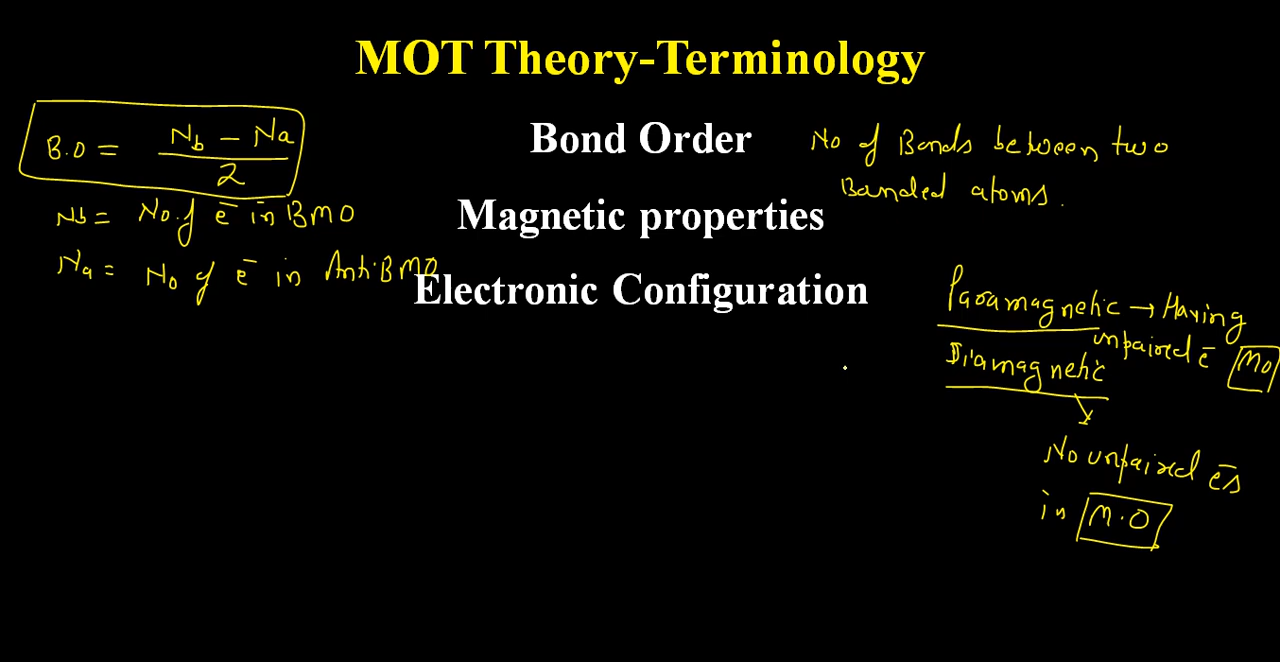 MOT Theory-Terminology
B.O = Nb - Na / 2
Bond Order
No of Bonds between two
Banded atoms.
Nb = No. of e̅ in BMO
Magnetic properties
Na = No of e̅ in Anti-BMO
Electronic Configuration
Paramagnetic → Having
unpaired e̅ MO
Diamagnetic
No unpaired e̅s
in M.O